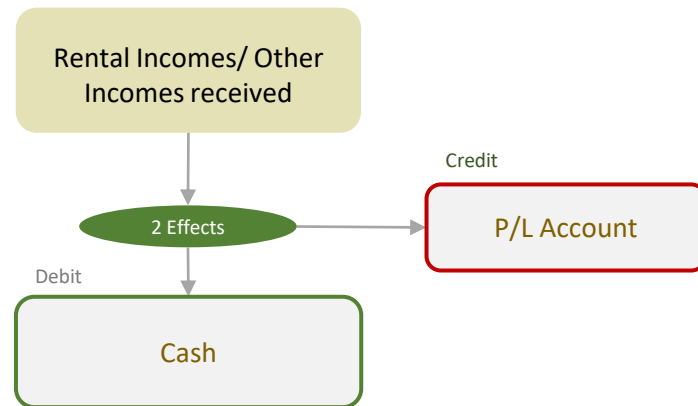 Rental Incomes/ Other
Incomes received
Credit
2 Effects
P/L Account
Debit
Cash